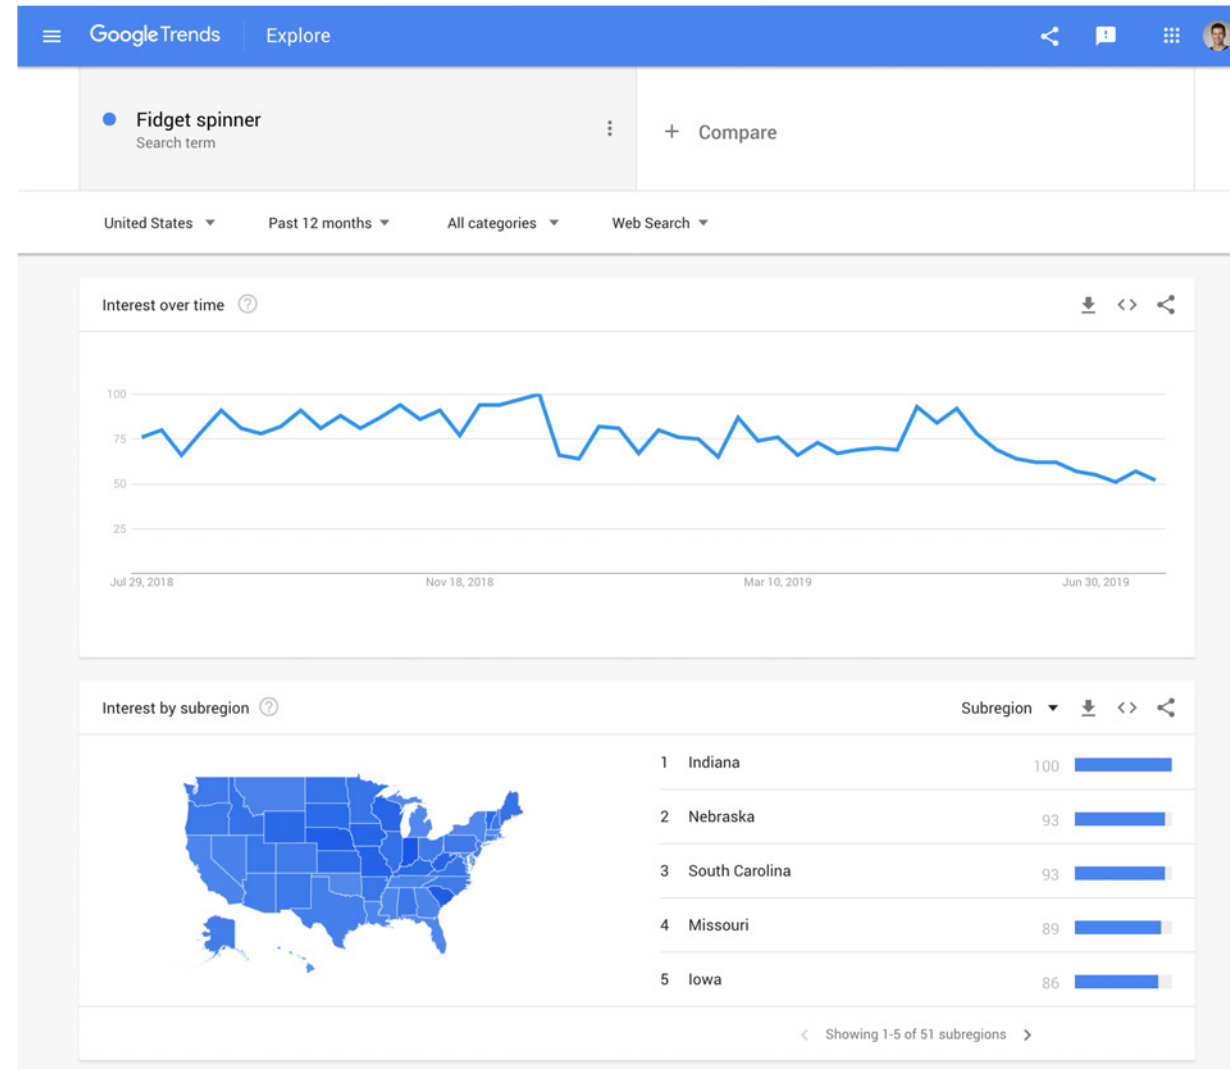 Google Trends Explore
Fidget spinner
Search term
+ Compare
United States Past 12 months All categories Web Search
Interest over time ?
100
75
50
25
Jul 29, 2018 Nov 18, 2018 Mar 10, 2019 Jun 30, 2019
Interest by subregion ? Subregion
1 Indiana 100
2 Nebraska 93
3 South Carolina 93
4 Missouri 89
5 Iowa 86
Showing 1-5 of 51 subregions